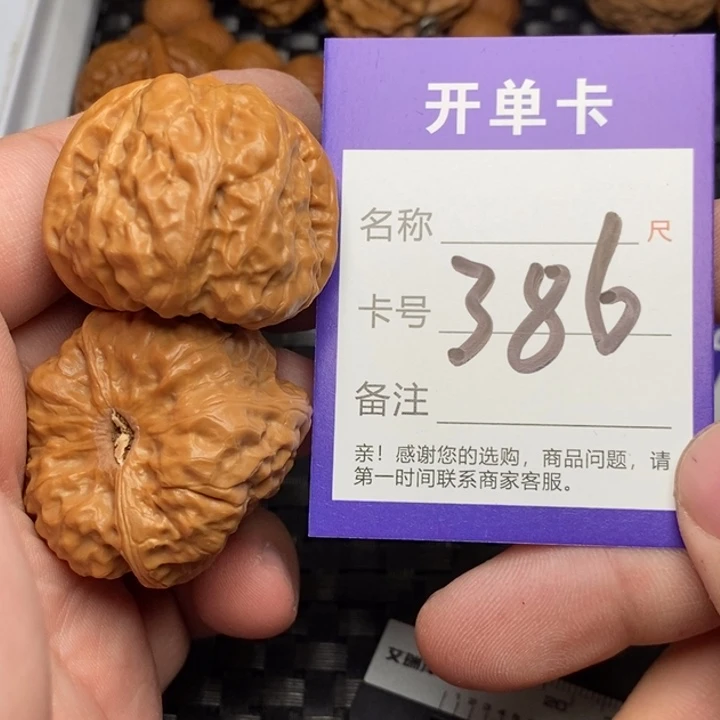 开单卡
名称 尺
卡号 386
备注
亲！感谢您的选购，商品问题，请
第一时间联系商家客服。
20